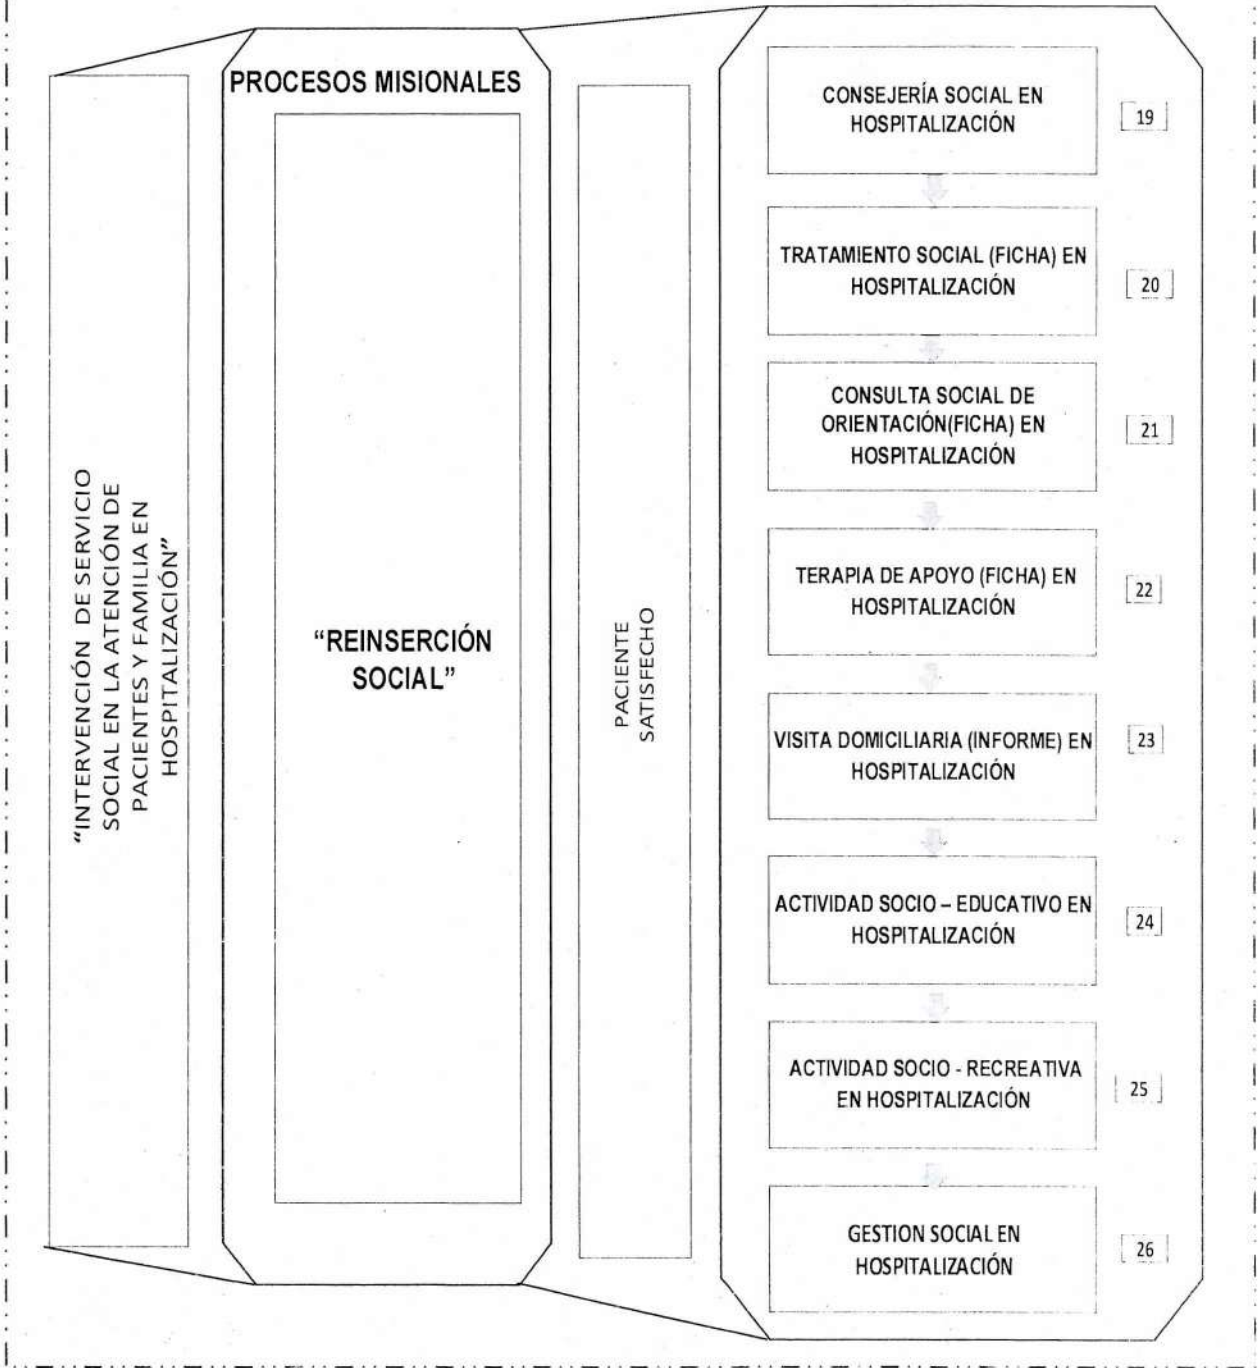 PROCESOS MISIONALES
"INTERVENCIÓN DE SERVICIO
SOCIAL EN LA ATENCIÓN DE
PACIENTES Y FAMILIA EN
HOSPITALIZACIÓN"
“REINSERCIÓN
SOCIAL”
PACIENTE
SATISFECHO
CONSEJERÍA SOCIAL EN
HOSPITALIZACIÓN
19
TRATAMIENTO SOCIAL (FICHA) EN
HOSPITALIZACIÓN
20
CONSULTA SOCIAL DE
ORIENTACIÓN(FICHA) EN
HOSPITALIZACIÓN
21
TERAPIA DE APOYO (FICHA) EN
HOSPITALIZACIÓN
22
VISITA DOMICILIARIA (INFORME) EN
HOSPITALIZACIÓN
23
ACTIVIDAD SOCIO – EDUCATIVO EN
HOSPITALIZACIÓN
24
ACTIVIDAD SOCIO - RECREATIVA
EN HOSPITALIZACIÓN
25
GESTION SOCIAL EN
HOSPITALIZACIÓN
26